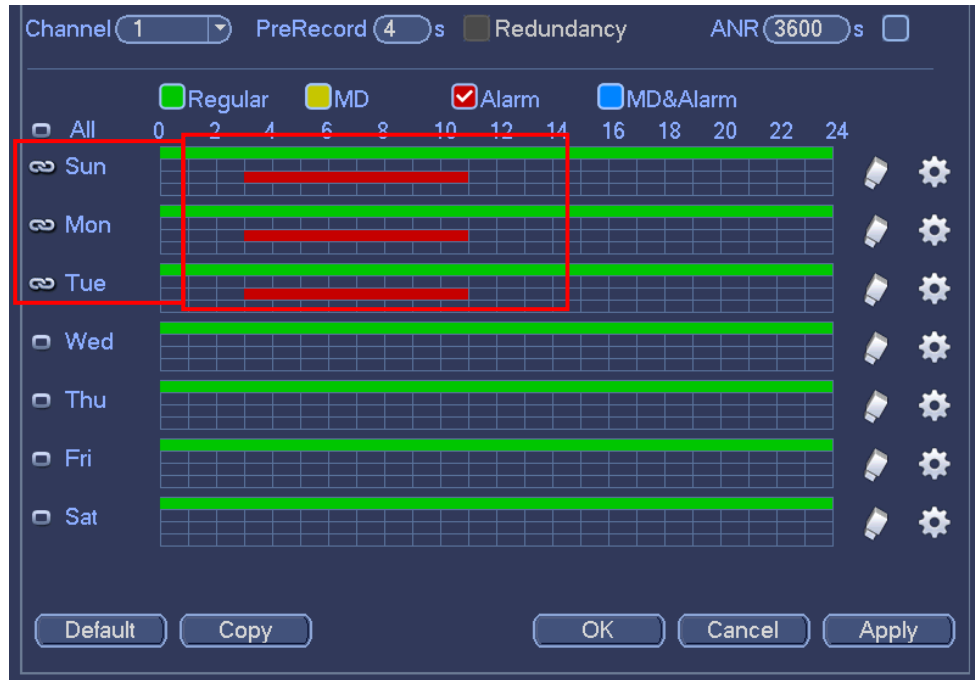 Channel 1 PreRecord 4 s Redundancy ANR 3600 s
Regular MD Alarm MD&Alarm
All 0 2 4 6 8 10 12 14 16 18 20 22 24
Sun
Mon
Tue
Wed
Thu
Fri
Sat
Default Copy OK Cancel Apply